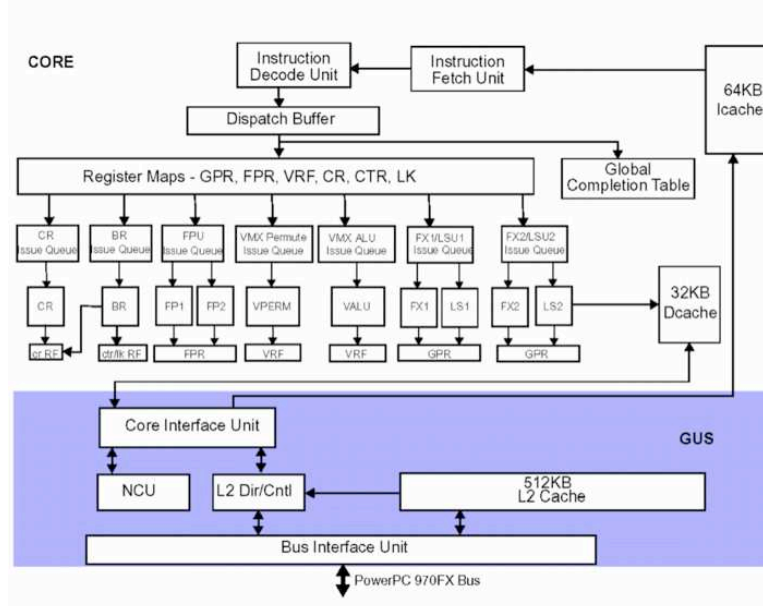 CORE
Instruction
Decode Unit
Instruction
Fetch Unit
64KB
Icache
Dispatch Buffer
Global
Completion Table
Register Maps - GPR, FPR, VRF, CR, CTR, LK
CR
Issue Queue
BR
Issue Queue
FPU
Issue Queue
VMX Permute
Issue Queue
VMX ALU
Issue Queue
FX1/LSU1
Issue Queue
FX2/LSU2
Issue Queue
32KB
Dcache
CR
BR
FP1
FP2
VPERM
VALU
FX1
LS1
FX2
LS2
cr RF
ctr/lk RF
FPR
VRF
VRF
GPR
GPR
Core Interface Unit
GUS
NCU
L2 Dir/Cntl
512KB
L2 Cache
Bus Interface Unit
PowerPC 970FX Bus